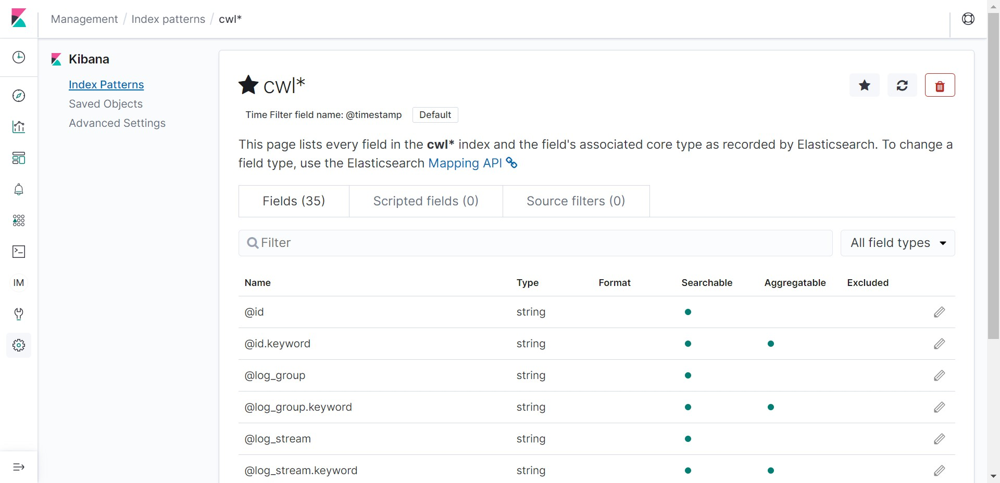 Management / Index patterns / cwl*
Kibana
Index Patterns
Saved Objects
Advanced Settings
IM
cwl*
Time Filter field name: @timestamp Default
This page lists every field in the cwl* index and the field's associated core type as recorded by Elasticsearch. To change a
field type, use the Elasticsearch Mapping API
Fields (35) Scripted fields (0) Source filters (0)
Filter All field types
Name Type Format Searchable Aggregatable Excluded
@id string
@id.keyword string
@log_group string
@log_group.keyword string
@log_stream string
@log_stream.keyword string